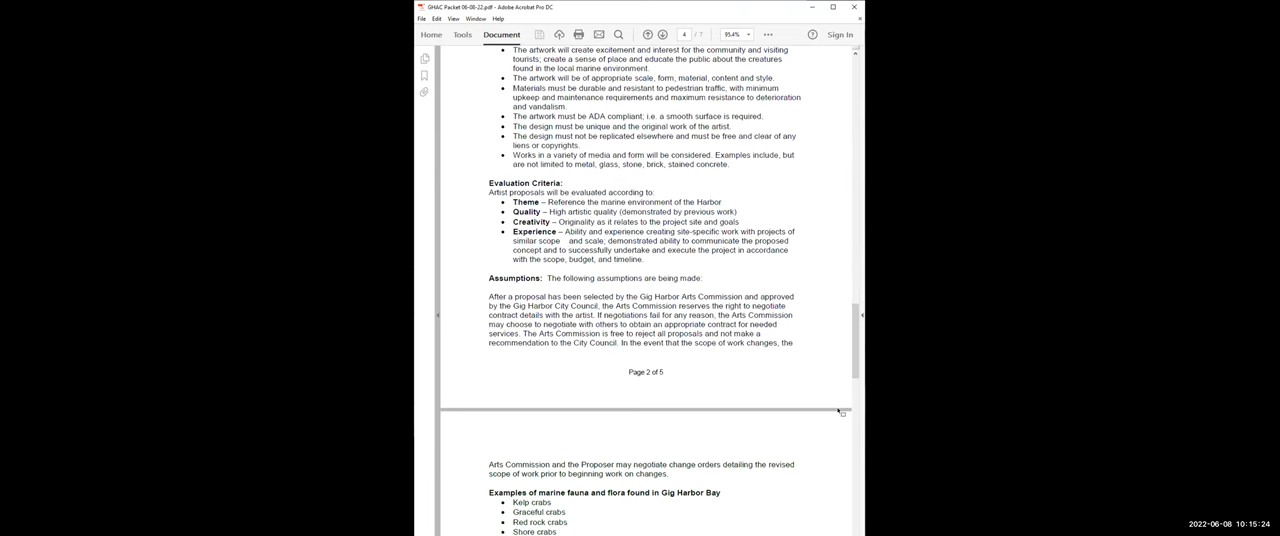 GHAC Packet 06-08-22.pdf - Adobe Acrobat Pro DC
File Edit View Window Help
Home Tools Document 4 / 7 95.4% Sign In
The artwork will create excitement and interest for the community and visiting
tourists; create a sense of place and educate the public about the creatures
found in the local marine environment.
• The artwork will be of appropriate scale, form, material, content and style.
• Materials must be durable and resistant to pedestrian traffic, with minimum
upkeep and maintenance requirements and maximum resistance to deterioration
and vandalism.
• The artwork must be ADA compliant; i.e. a smooth surface is required.
• The design must be unique and the original work of the artist.
• The design must not be replicated elsewhere and must be free and clear of any
liens or copyrights.
• Works in a variety of media and form will be considered. Examples include, but
are not limited to metal, glass, stone, brick, stained concrete.
Evaluation Criteria:
Artist proposals will be evaluated according to:
• Theme – Reference the marine environment of the Harbor
• Quality – High artistic quality (demonstrated by previous work)
• Creativity – Originality as it relates to the project site and goals
• Experience – Ability and experience creating site-specific work with projects of
similar scope and scale; demonstrated ability to communicate the proposed
concept and to successfully undertake and execute the project in accordance
with the scope, budget, and timeline.
Assumptions: The following assumptions are being made:
After a proposal has been selected by the Gig Harbor Arts Commission and approved
by the Gig Harbor City Council, the Arts Commission reserves the right to negotiate
contract details with the artist. If negotiations fail for any reason, the Arts Commission
may choose to negotiate with others to obtain an appropriate contract for needed
services. The Arts Commission is free to reject all proposals and not make a
recommendation to the City Council. In the event that the scope of work changes, the
Page 2 of 5
Arts Commission and the Proposer may negotiate change orders detailing the revised
scope of work prior to beginning work on changes.
Examples of marine fauna and flora found in Gig Harbor Bay
• Kelp crabs
• Graceful crabs
• Red rock crabs
• Shore crabs
2022-06-08 10:15:24